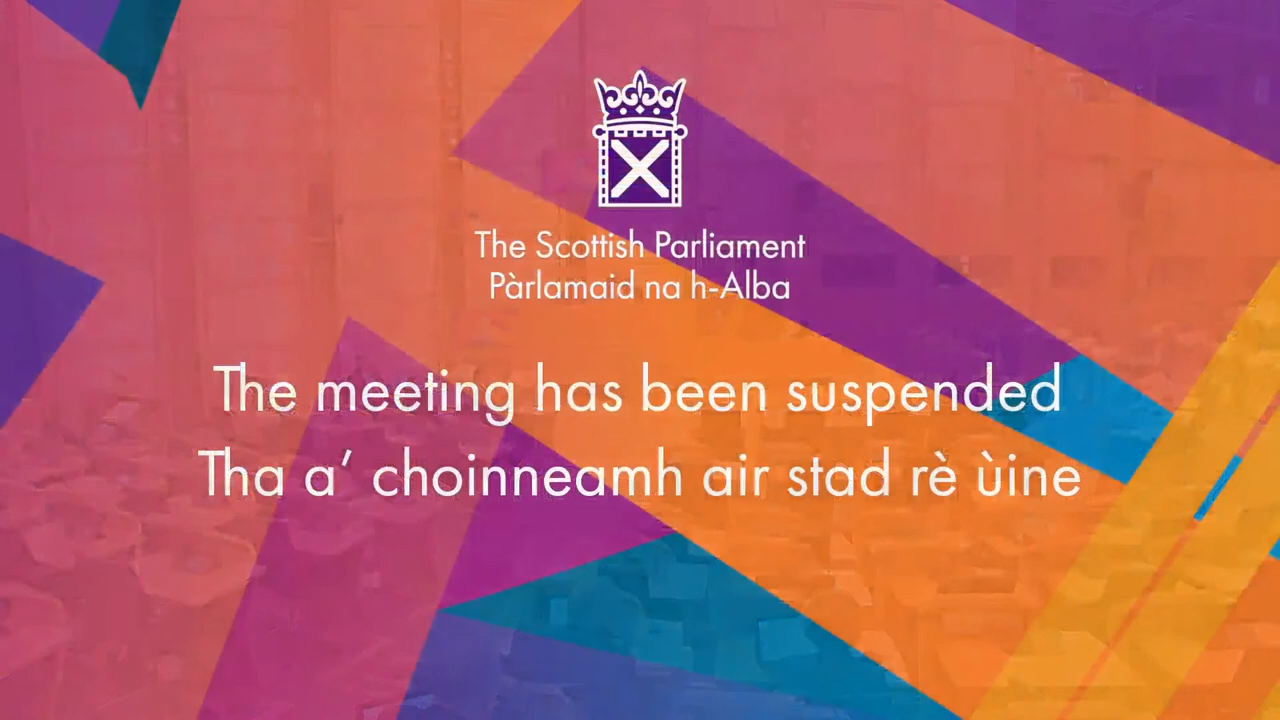 The Scottish Parliament
Pàrlamaid na h-Alba
The meeting has been suspended
Tha a’ choinneamh air stad rè ùine